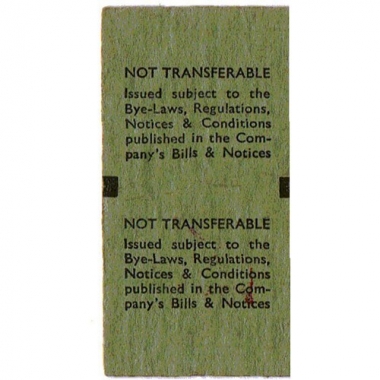 NOT TRANSFERABLE
Issued subject to the
Bye-Laws, Regulations,
Notices & Conditions
published in the Com-
pany's Bills & Notices
NOT TRANSFERABLE
Issued subject to the
Bye-Laws, Regulations,
Notices & Conditions
published in the Com-
pany's Bills & Notices